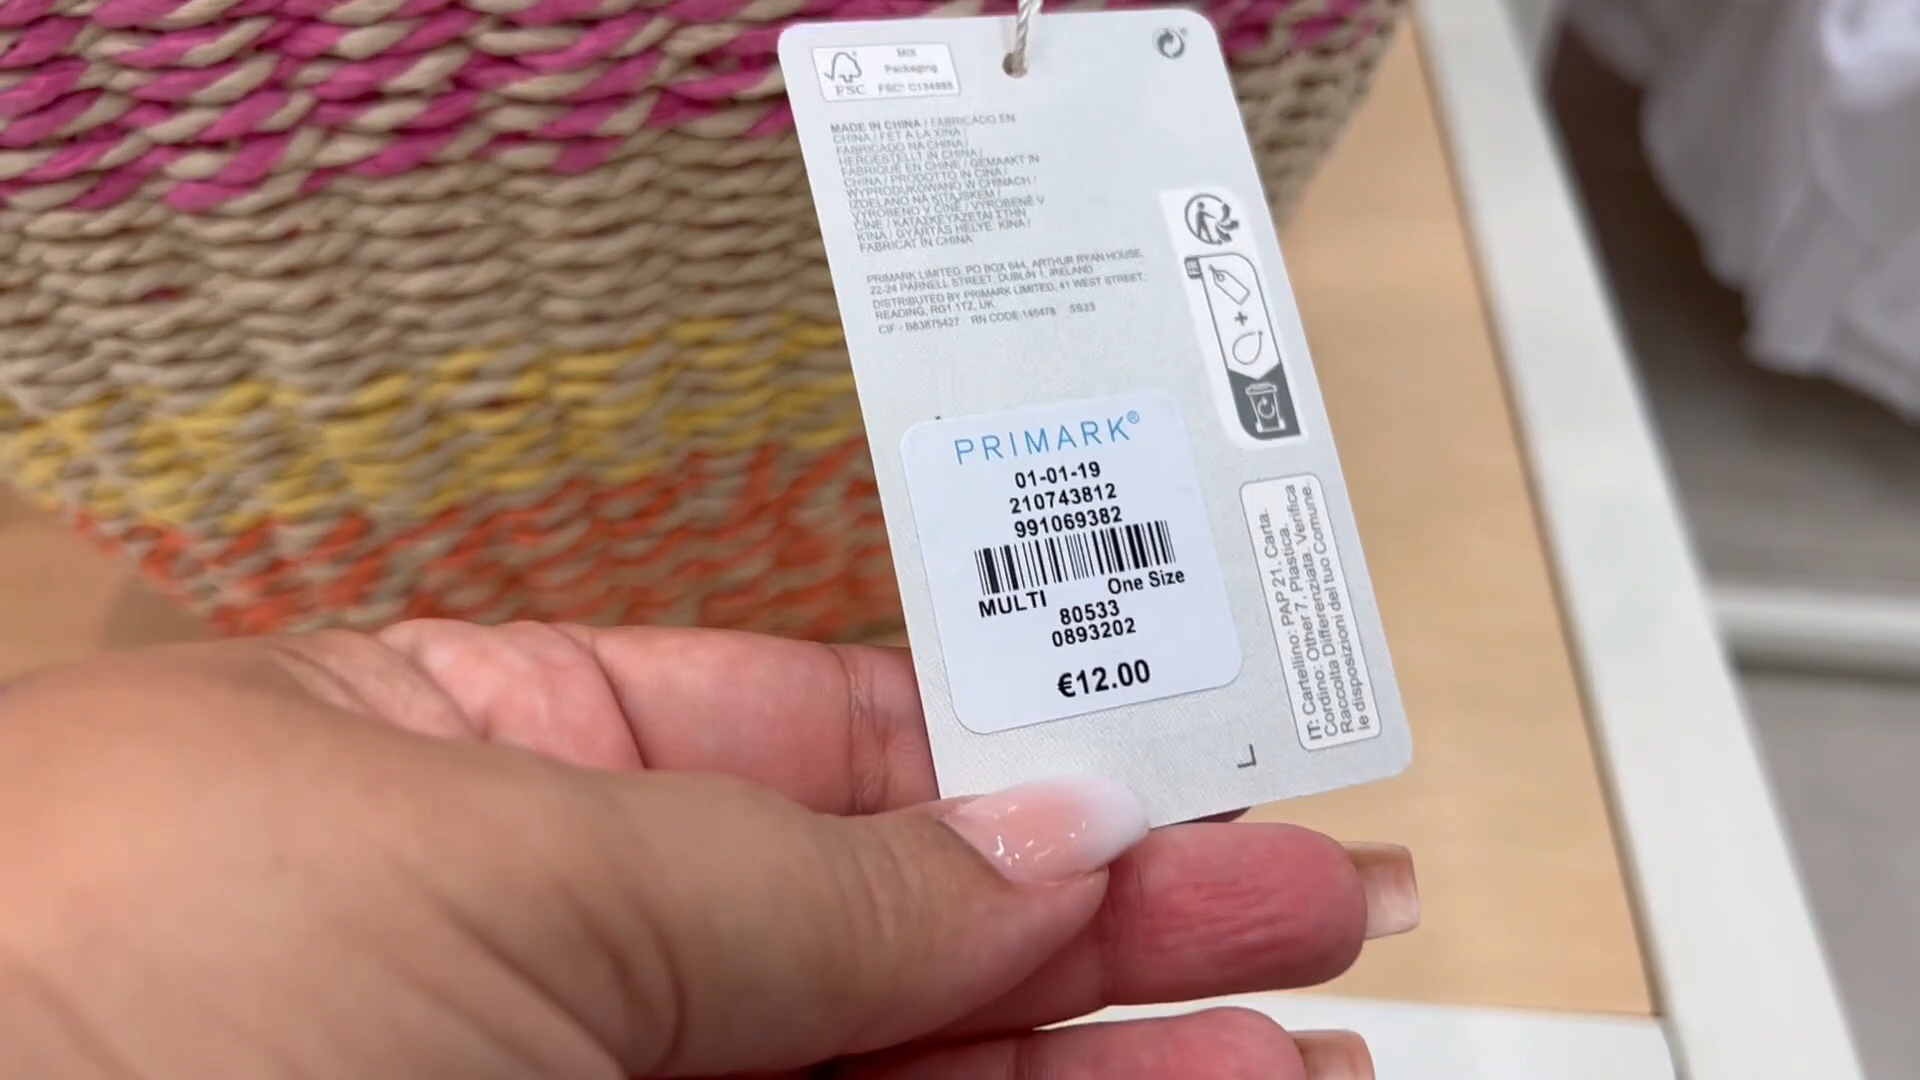 FSC
MIX
Packaging
FSC® C134865
MADE IN CHINA / FABRICADO EN
CHINA / FET A LA XINA /
FABRICADO NA CHINA /
HERGESTELLT IN CHINA /
FABRIQUÉ EN CHINE / GEMAAKT IN
CHINA / PRODOTTO IN CINA /
WYPRODUKOWANO W CHINACH /
IZDELANO NA KITAJSKEM /
VYROBENO V ČÍNĚ / VYROBENÉ V
ČÍNE / ΚΑΤΑΣΚΕΥΑΖΕΤΑΙ ΣΤΗΝ
KINA / GYÁRTÁS HELYE: KÍNA /
FABRICAT ÎN CHINA
PRIMARK LIMITED, PO BOX 644, ARTHUR RYAN HOUSE,
22-24 PARNELL STREET, DUBLIN 1, IRELAND
DISTRIBUTED BY PRIMARK LIMITED, 41 WEST STREET,
READING, RG1 1TZ, UK
CIF - B83875427 RN CODE 145478 SS23
FR
PRIMARK®
01-01-19
210743812
991069382
MULTI One Size
80533
0893202
€12.00
IT: Cartellino: PAP 21, Carta.
Cordino: Other 7, Plastica.
Raccolta Differenziata. Verifica
le disposizioni del tuo Comune.
L